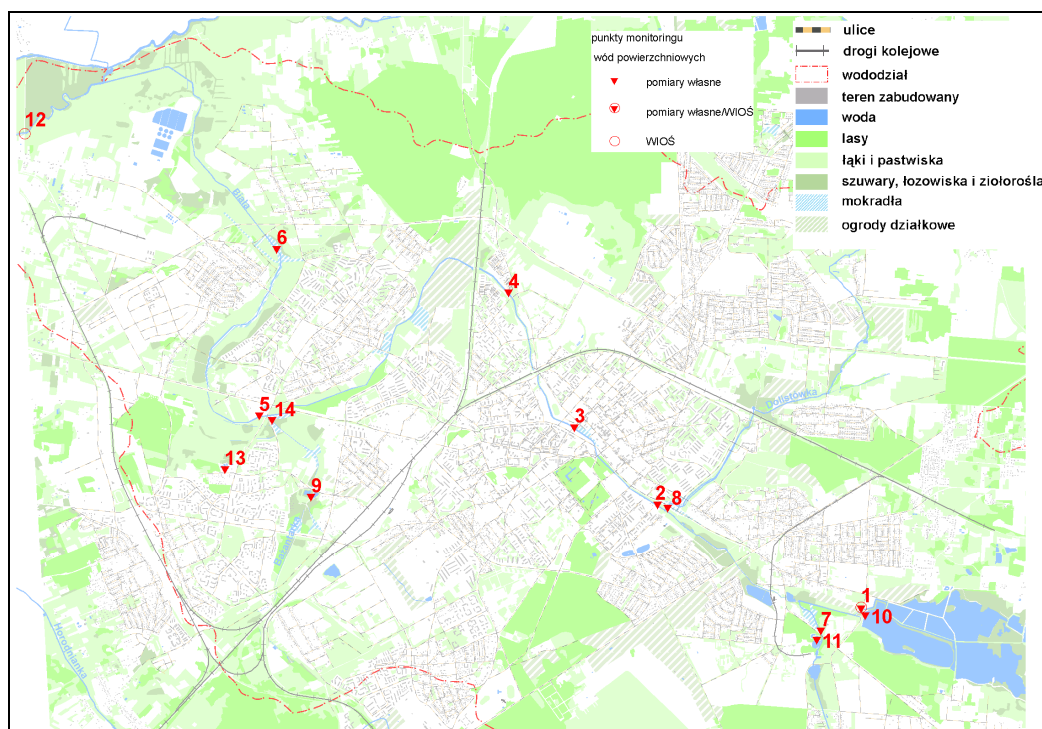 punkty monitoringu
wód powierzchniowych
pomiary własne
pomiary własne/WIOŚ
WIOŚ
ulice
drogi kolejowe
wododział
teren zabudowany
woda
lasy
łąki i pastwiska
szuwary, łozowiska i ziołorośla
mokradła
ogrody działkowe
12
Biała
6
4
Dolistówka
5
14
3
13
9
2
8
Bażantarka
Horodnianka
1
10
7
11